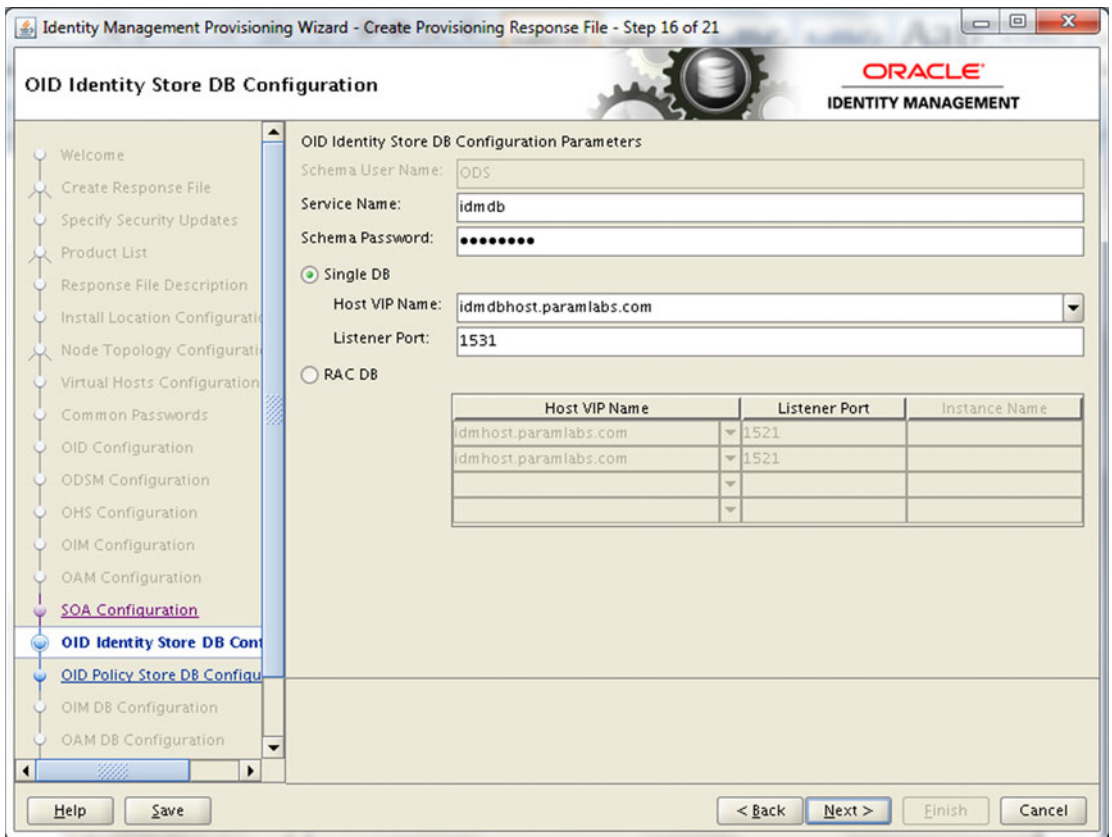 Identity Management Provisioning Wizard - Create Provisioning Response File - Step 16 of 21
OID Identity Store DB Configuration
ORACLE
IDENTITY MANAGEMENT
Welcome
Create Response File
Specify Security Updates
Product List
Response File Description
Install Location Configuratio
Node Topology Configurati
Virtual Hosts Configuration
Common Passwords
OID Configuration
ODSM Configuration
OHS Configuration
OIM Configuration
OAM Configuration
SOA Configuration
OID Identity Store DB Conf
OID Policy Store DB Configu
OIM DB Configuration
OAM DB Configuration
OID Identity Store DB Configuration Parameters
Schema User Name: ODS
Service Name: idmdb
Schema Password: ••••••••
Single DB
Host VIP Name: idmdbhost.paramlabs.com
Listener Port: 1531
RAC DB
Host VIP Name Listener Port Instance Name
idmhost.paramlabs.com 1521
idmhost.paramlabs.com 1521
Help Save < Back Next > Finish Cancel